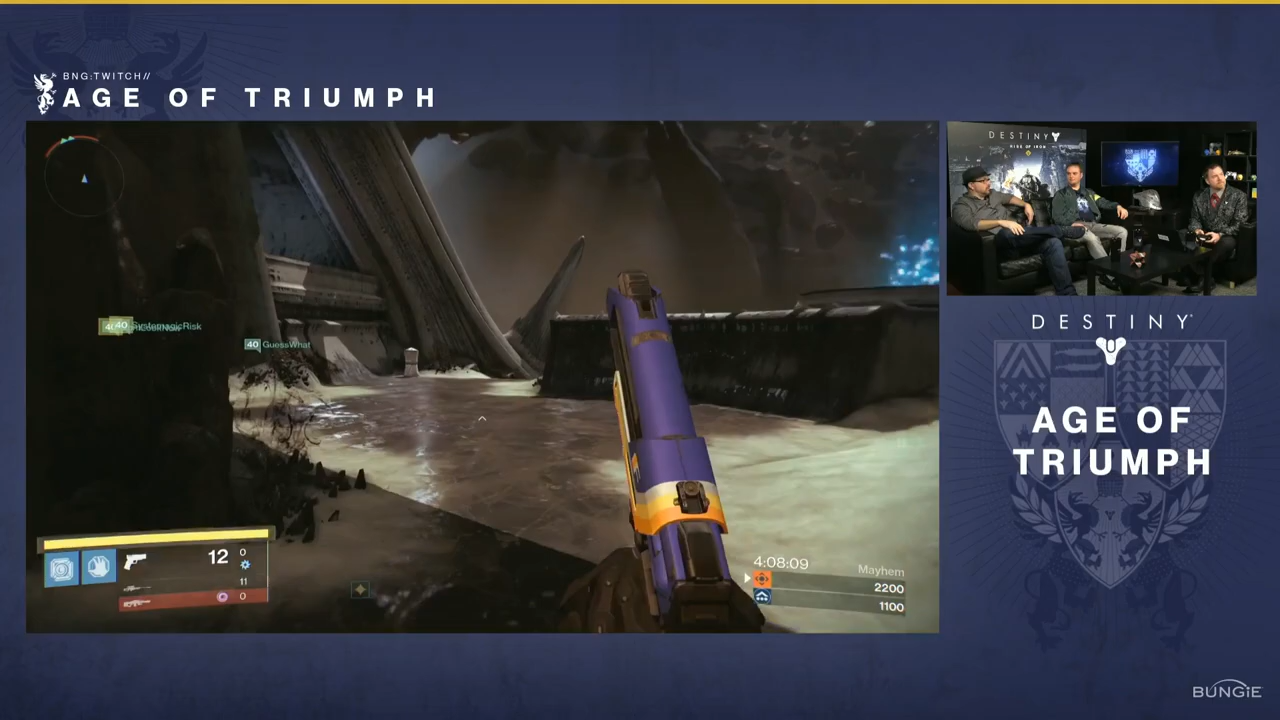 BNG:TWITCH//
AGE OF TRIUMPH
DESTINY
RISE OF IRON
40
GuessWhat
12
0
11
0
4:08:09
Mayhem
2200
1100
DESTINY
AGE OF
TRIUMPH
BUNGiE